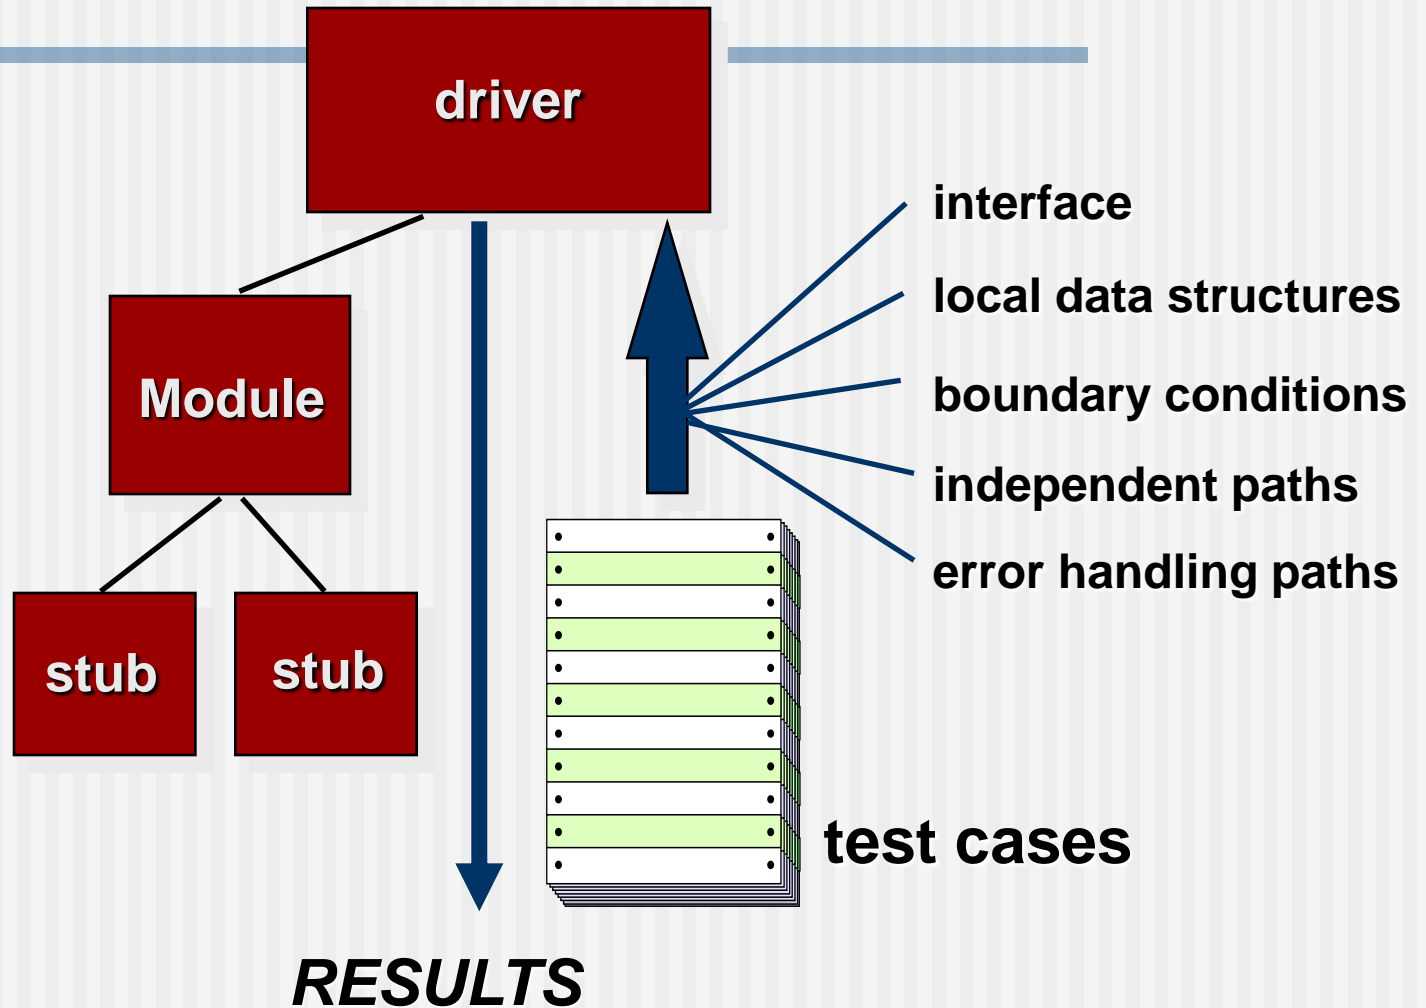 driver
interface
local data structures
boundary conditions
independent paths
error handling paths
Module
stub
stub
test cases
RESULTS